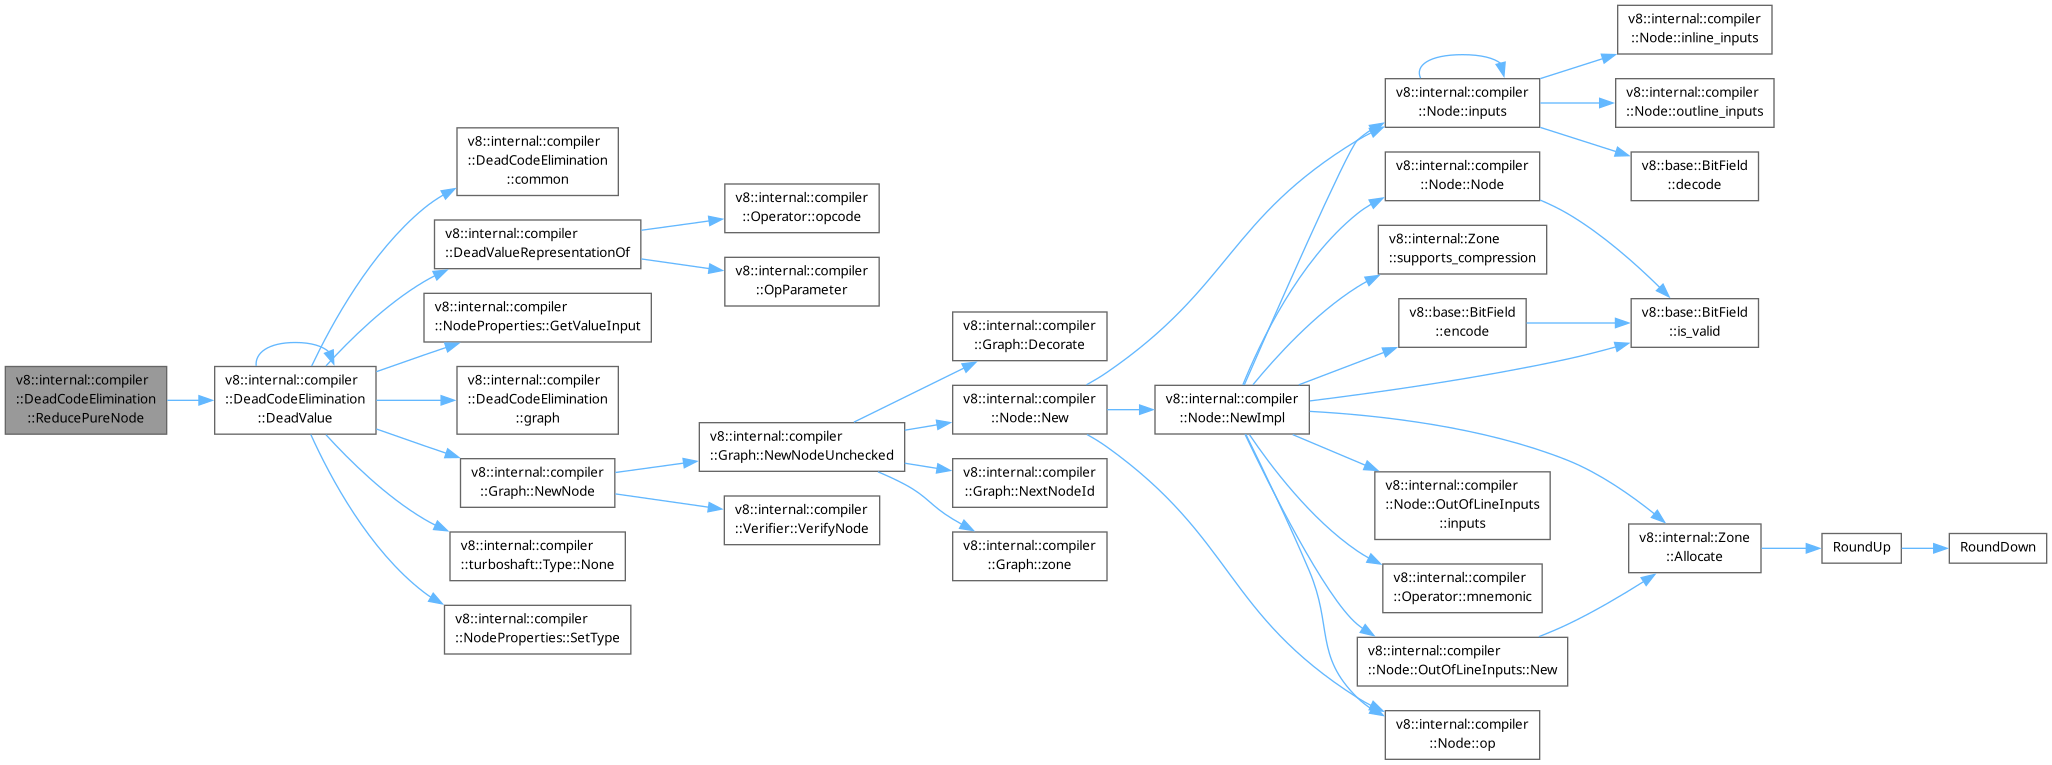 v8::internal::compiler
::DeadCodeElimination
::ReducePureNode
v8::internal::compiler
::DeadCodeElimination
::DeadValue
v8::internal::compiler
::DeadCodeElimination
::common
v8::internal::compiler
::DeadValueRepresentationOf
v8::internal::compiler
::NodeProperties::GetValueInput
v8::internal::compiler
::DeadCodeElimination
::graph
v8::internal::compiler
::Graph::NewNode
v8::internal::compiler
::turboshaft::Type::None
v8::internal::compiler
::NodeProperties::SetType
v8::internal::compiler
::Operator::opcode
v8::internal::compiler
::OpParameter
v8::internal::compiler
::Graph::NewNodeUnchecked
v8::internal::compiler
::Verifier::VerifyNode
v8::internal::compiler
::Graph::Decorate
v8::internal::compiler
::Node::New
v8::internal::compiler
::Graph::NextNodeId
v8::internal::compiler
::Graph::zone
v8::internal::compiler
::Node::NewImpl
v8::internal::compiler
::Node::inputs
v8::internal::compiler
::Node::Node
v8::internal::Zone
::supports_compression
v8::base::BitField
::encode
v8::internal::compiler
::Node::OutOfLineInputs
::inputs
v8::internal::compiler
::Operator::mnemonic
v8::internal::compiler
::Node::OutOfLineInputs::New
v8::internal::compiler
::Node::op
v8::internal::compiler
::Node::inline_inputs
v8::internal::compiler
::Node::outline_inputs
v8::base::BitField
::decode
v8::base::BitField
::is_valid
v8::internal::Zone
::Allocate
RoundUp
RoundDown